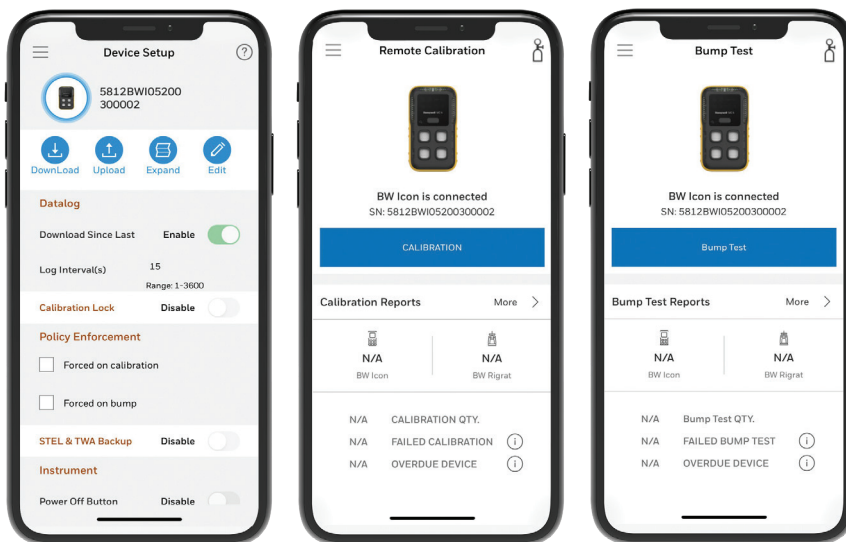 Device Setup
5812BWI05200
300002
DownLoad
Upload
Expand
Edit
Datalog
Download Since Last Enable
Log Interval(s) 15
Range: 1-3600
Calibration Lock Disable
Policy Enforcement
Forced on calibration
Forced on bump
STEL & TWA Backup Disable
Instrument
Power Off Button Disable
Remote Calibration
BW Icon is connected
SN: 5812BWI05200300002
CALIBRATION
Calibration Reports More
N/A N/A
BW Icon BW Rigrat
N/A CALIBRATION QTY.
N/A FAILED CALIBRATION
N/A OVERDUE DEVICE
Bump Test
BW Icon is connected
SN: 5812BWI05200300002
Bump Test
Bump Test Reports More
N/A N/A
BW Icon BW Rigrat
N/A Bump Test QTY.
N/A FAILED BUMP TEST
N/A OVERDUE DEVICE